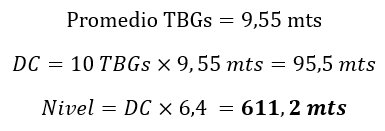 Promedio TBGs = 9,55 mts
DC = 10 TBGs × 9, 55 mts = 95,5 mts
Nivel = DC × 6,4 = 611, 2 mts